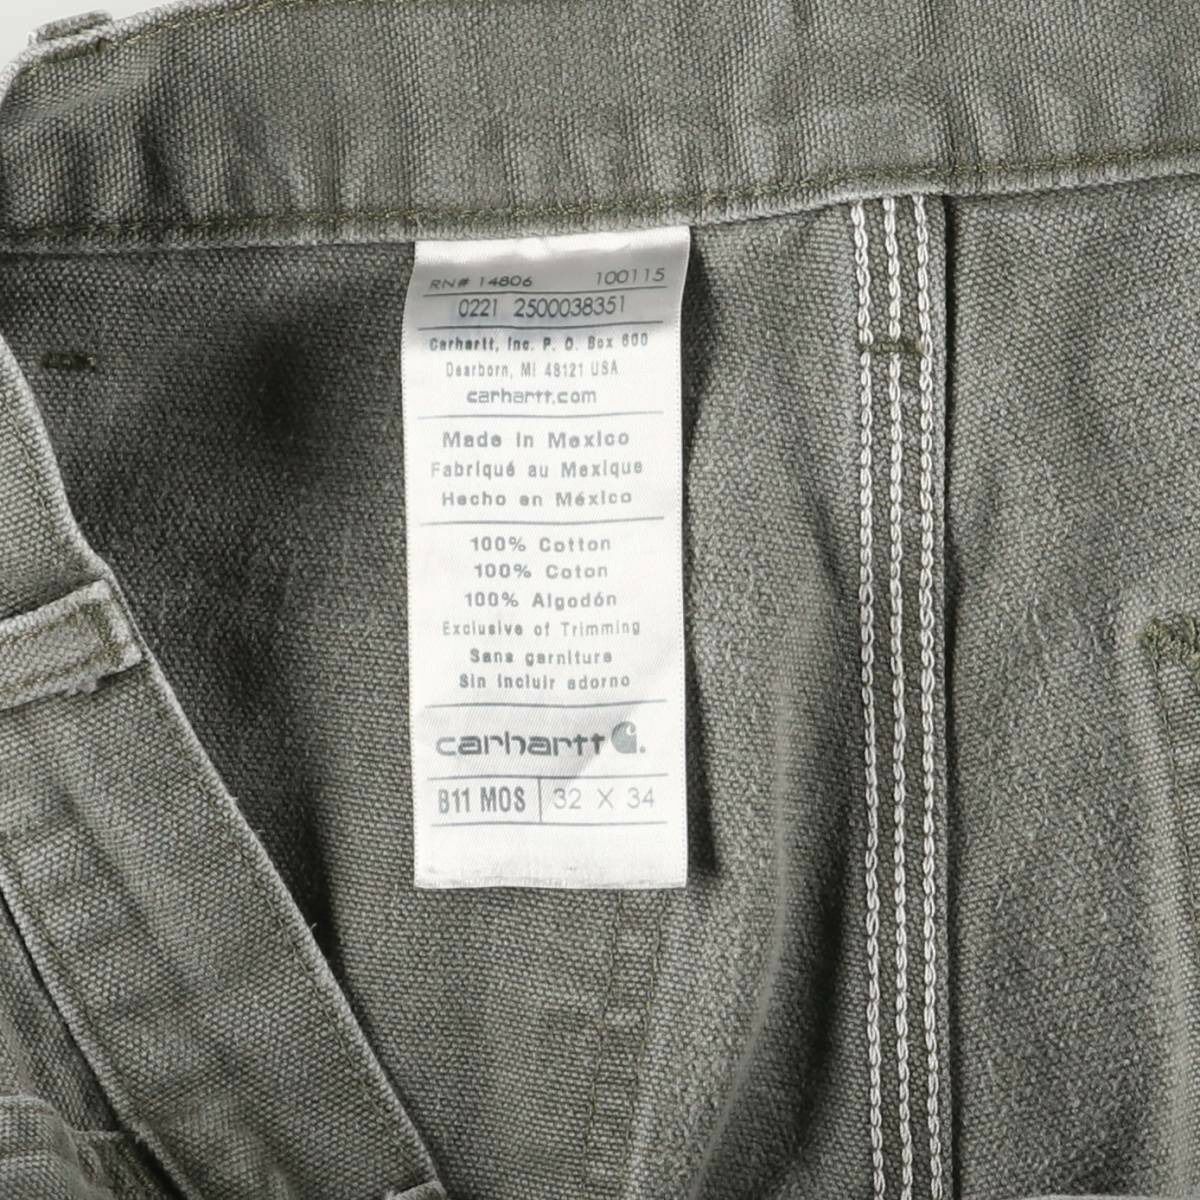 RN# 14806 100115
0221 2500038351
Carhartt, Inc. P. O. Box 600
Dearborn, MI 48121 USA
carhartt.com
Made in Mexico
Fabriqué au Mexique
Hecho en México
100% Cotton
100% Coton
100% Algodón
Exclusive of Trimming
Sans garniture
Sin incluir adorno
carhartt
B11 MOS 32 X 34